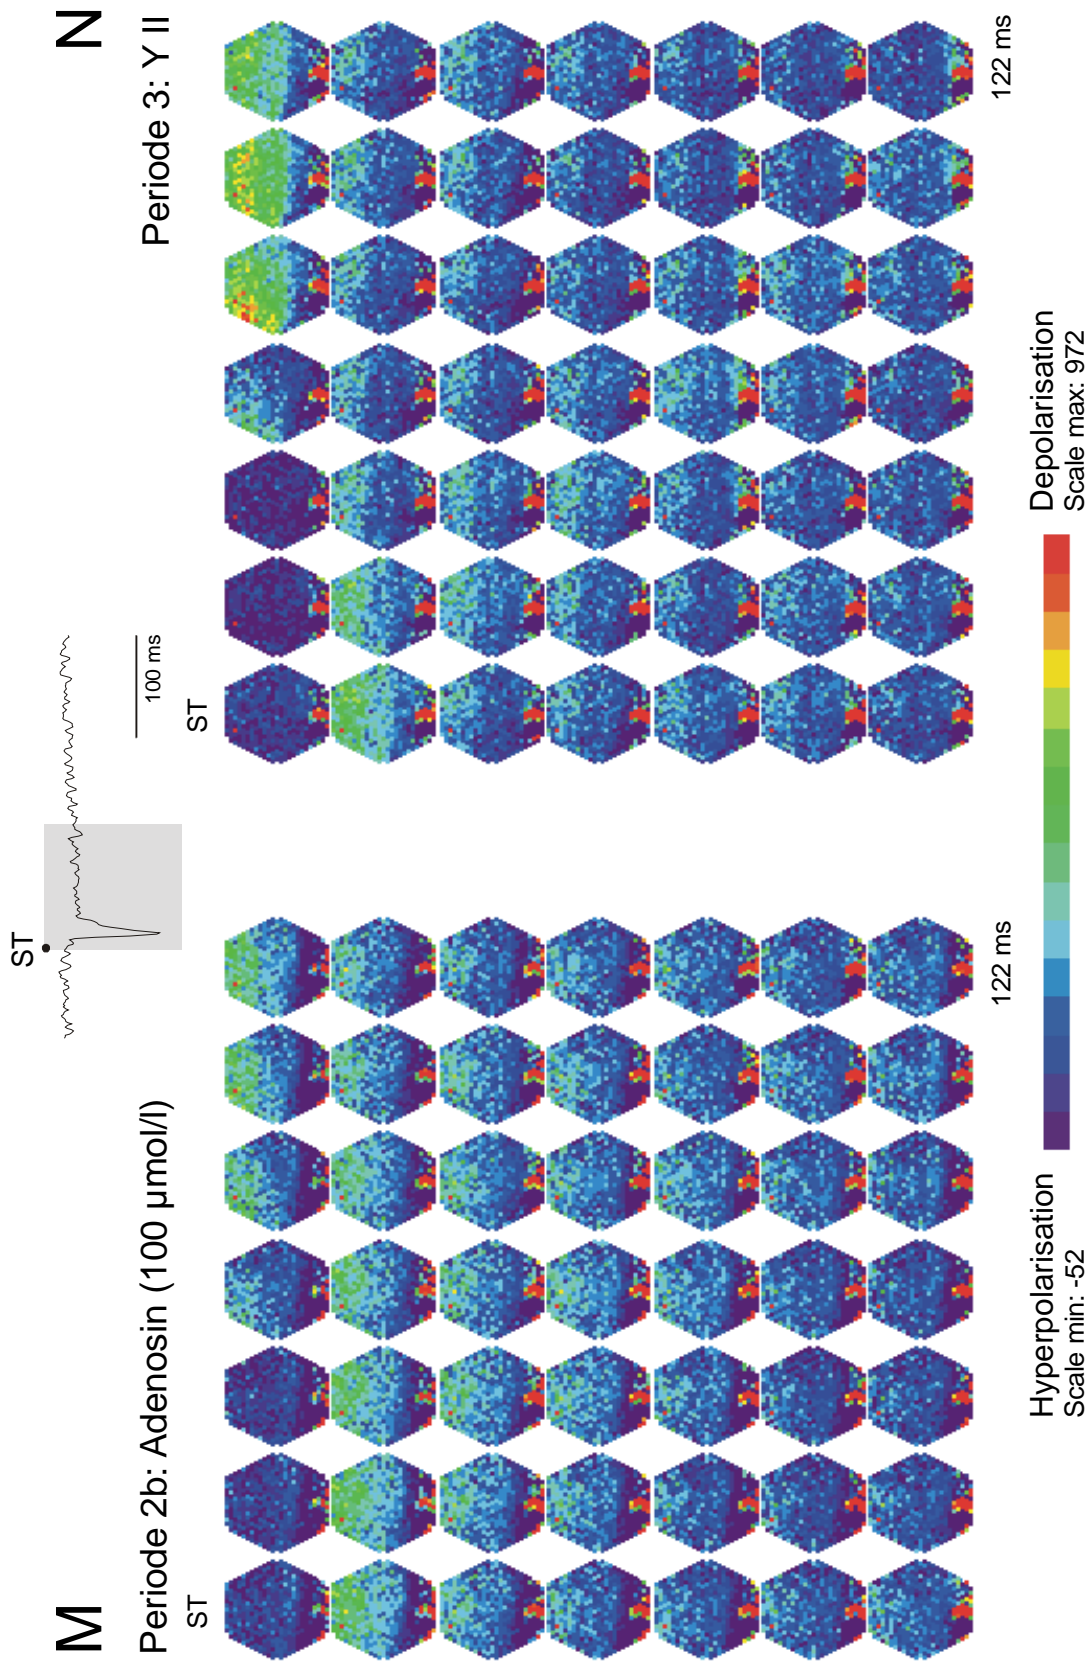 M
Periode 2b: Adenosin (100 µmol/l)
ST
122 ms
ST
100 ms
N
Periode 3: Y II
ST
122 ms
Hyperpolarisation
Scale min: -52
Depolarisation
Scale max: 972